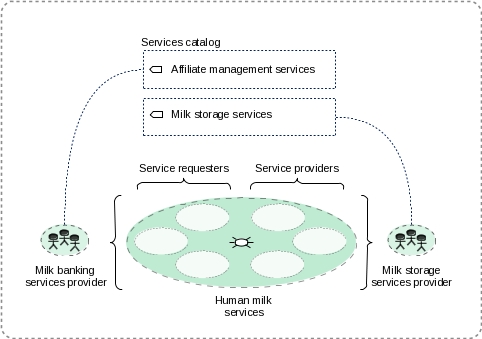 Services catalog
Affiliate management services
Milk storage services
Service requesters
Service providers
Milk banking
services provider
Milk storage
services provider
Human milk
services